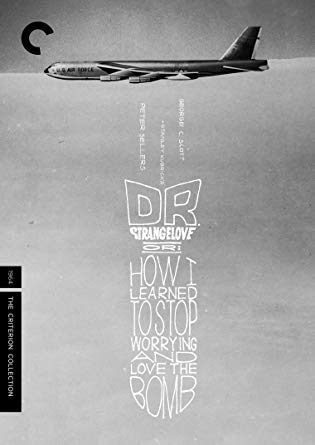 U.S. AIR FORCE
PETER SELLERS
STANLEY KUBRICK'S
GEORGE C. SCOTT
DR.
STRANGELOVE
OR:
HOW I
LEARNED
TO STOP
WORRYING
AND
LOVE THE
BOMB
1964
THE CRITERION COLLECTION